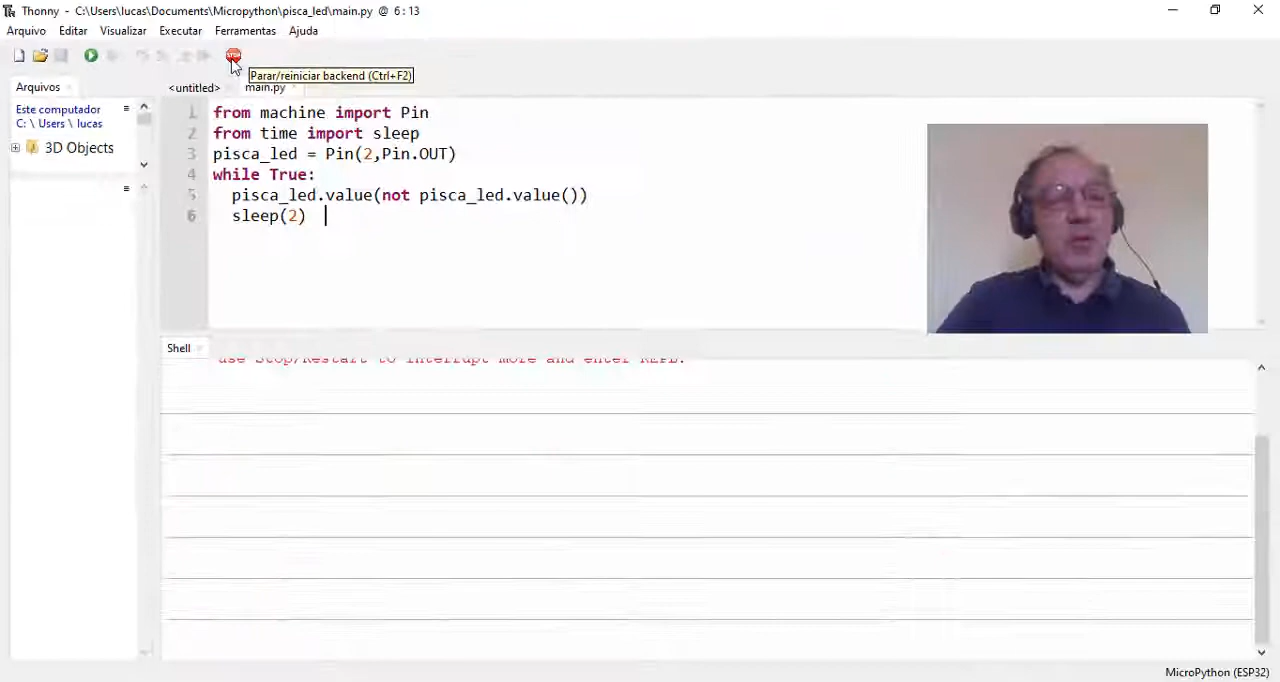 Thonny - C:\Users\lucas\Documents\Micropython\pisca_led\main.py @ 6:13
Arquivo Editar Visualizar Executar Ferramentas Ajuda
STOP
Parar/reiniciar backend (Ctrl+F2)
Arquivos
<untitled> main.py
Este computador
C: \ Users \ lucas
3D Objects
1 from machine import Pin
2 from time import sleep
3 pisca_led = Pin(2,Pin.OUT)
4 while True:
5 pisca_led.value(not pisca_led.value())
6 sleep(2)
Shell
use Stop/Restart to interrupt more and enter REPL.
MicroPython (ESP32)